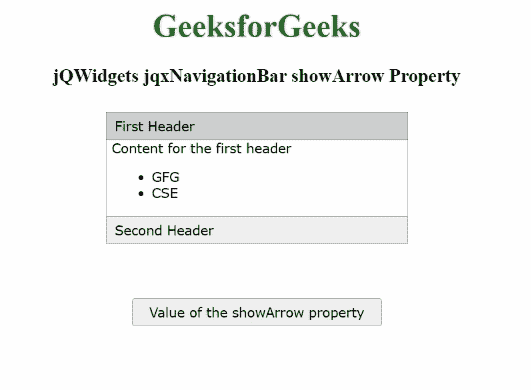 GeeksforGeeks
jQWidgets jqxNavigationBar showArrow Property
First Header
Content for the first header
GFG
CSE
Second Header
Value of the showArrow property